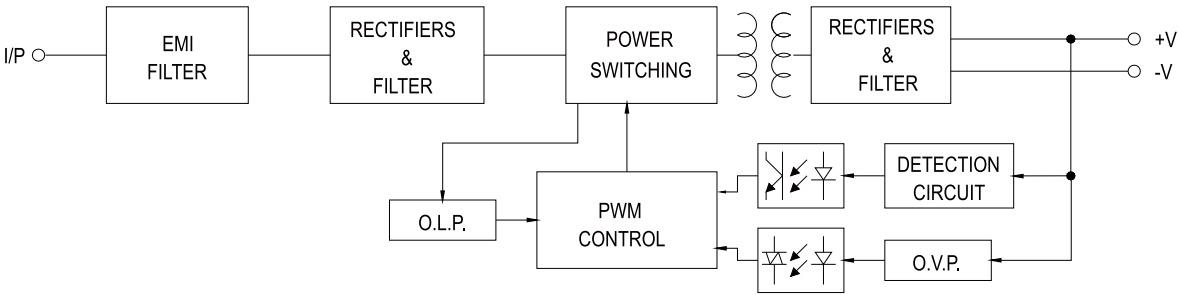 I/P
EMI
FILTER
RECTIFIERS
&
FILTER
POWER
SWITCHING
RECTIFIERS
&
FILTER
+V
-V
O.L.P.
PWM
CONTROL
DETECTION
CIRCUIT
O.V.P.